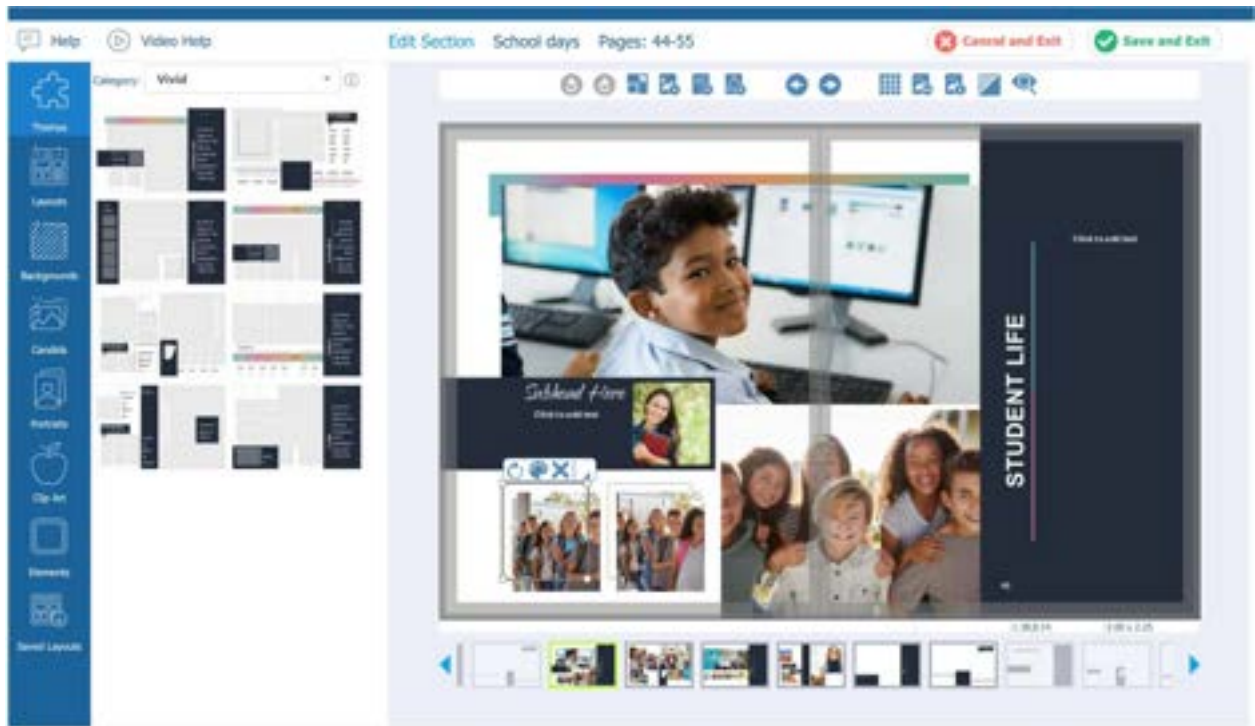 Help
Video Help
Edit Section School days Pages: 44-55
Cancel and Exit
Save and Exit
Category: Vivid
Themes
Layouts
Backgrounds
Candids
Portraits
Clip Art
Elements
Saved Layouts
Subhead Here
Click to add text
STUDENT LIFE
Click to add text